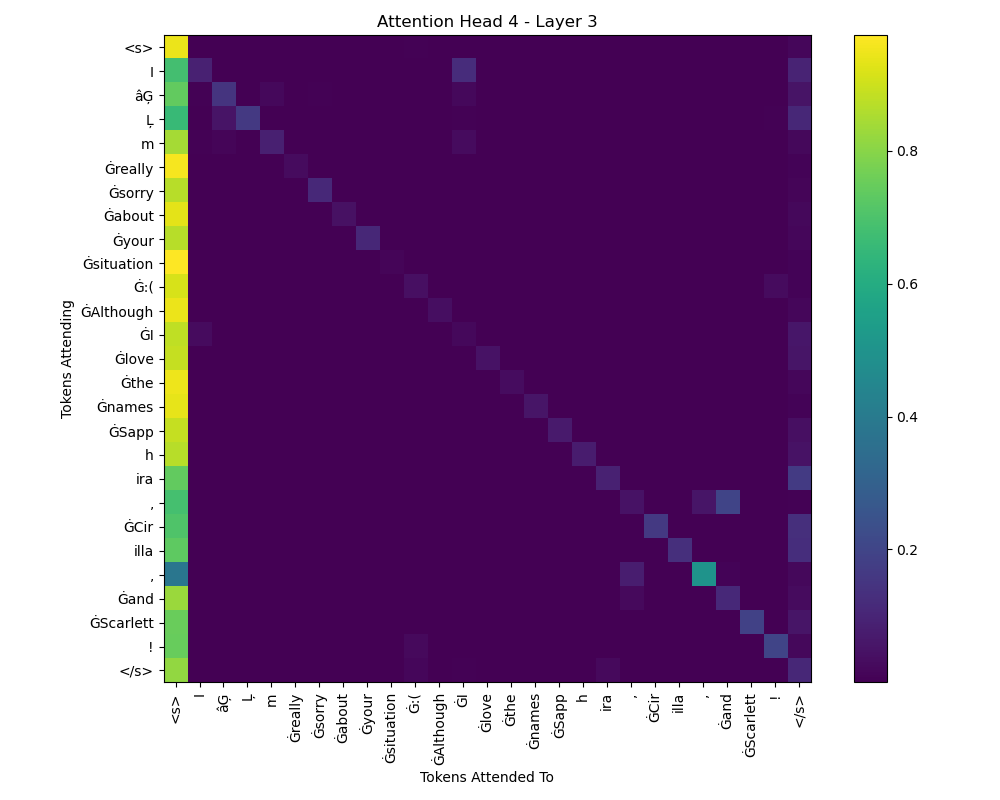 Attention Head 4 - Layer 3
<s>
I
âĢ
Ļ
m
Ġreally
Ġsorry
Ġabout
Ġyour
Ġsituation
Ġ:(
ĠAlthough
ĠI
Ġlove
Ġthe
Ġnames
ĠSapp
h
ira
,
ĠCir
illa
,
Ġand
ĠScarlett
!
</s>
Tokens Attending
<s>
I
âĢ
Ļ
m
Ġreally
Ġsorry
Ġabout
Ġyour
Ġsituation
Ġ:(
ĠAlthough
ĠI
Ġlove
Ġthe
Ġnames
ĠSapp
h
ira
,
ĠCir
illa
,
Ġand
ĠScarlett
!
</s>
Tokens Attended To
0.8
0.6
0.4
0.2